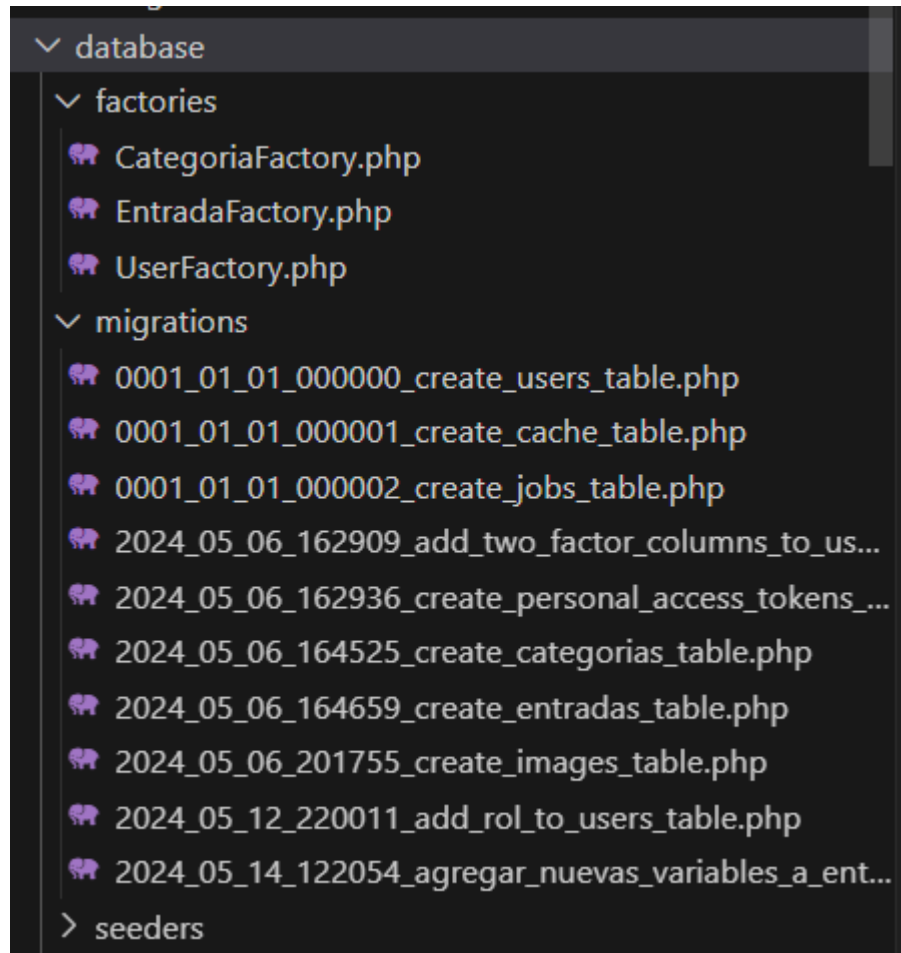 database
factories
CategoriaFactory.php
EntradaFactory.php
UserFactory.php
migrations
0001_01_01_000000_create_users_table.php
0001_01_01_000001_create_cache_table.php
0001_01_01_000002_create_jobs_table.php
2024_05_06_162909_add_two_factor_columns_to_us...
2024_05_06_162936_create_personal_access_tokens_...
2024_05_06_164525_create_categorias_table.php
2024_05_06_164659_create_entradas_table.php
2024_05_06_201755_create_images_table.php
2024_05_12_220011_add_rol_to_users_table.php
2024_05_14_122054_agregar_nuevas_variables_a_ent...
seeders